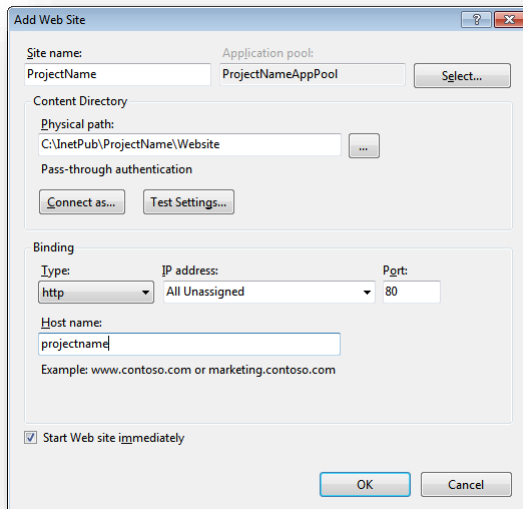 Add Web Site
Site name:
Application pool:
ProjectName
ProjectNameAppPool
Select...
Content Directory
Physical path:
C:\InetPub\ProjectName\Website
...
Pass-through authentication
Connect as...
Test Settings...
Binding
Type:
IP address:
Port:
http
All Unassigned
80
Host name:
projectname
Example: www.contoso.com or marketing.contoso.com
Start Web site immediately
OK
Cancel